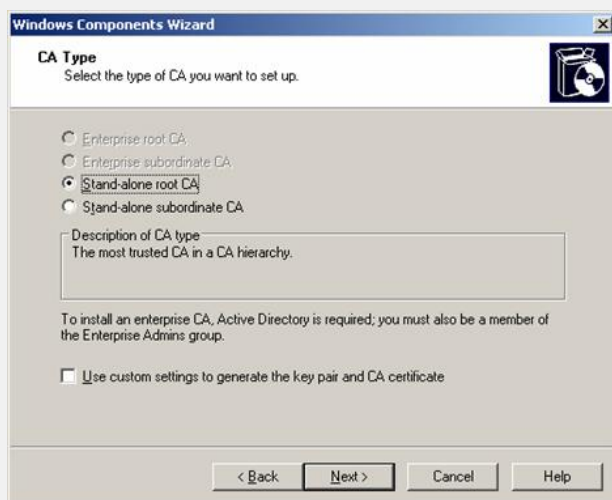 Windows Components Wizard
CA Type
Select the type of CA you want to set up.
Enterprise root CA
Enterprise subordinate CA
Stand-alone root CA
Stand-alone subordinate CA
Description of CA type
The most trusted CA in a CA hierarchy.
To install an enterprise CA, Active Directory is required; you must also be a member of
the Enterprise Admins group.
Use custom settings to generate the key pair and CA certificate
< Back
Next >
Cancel
Help